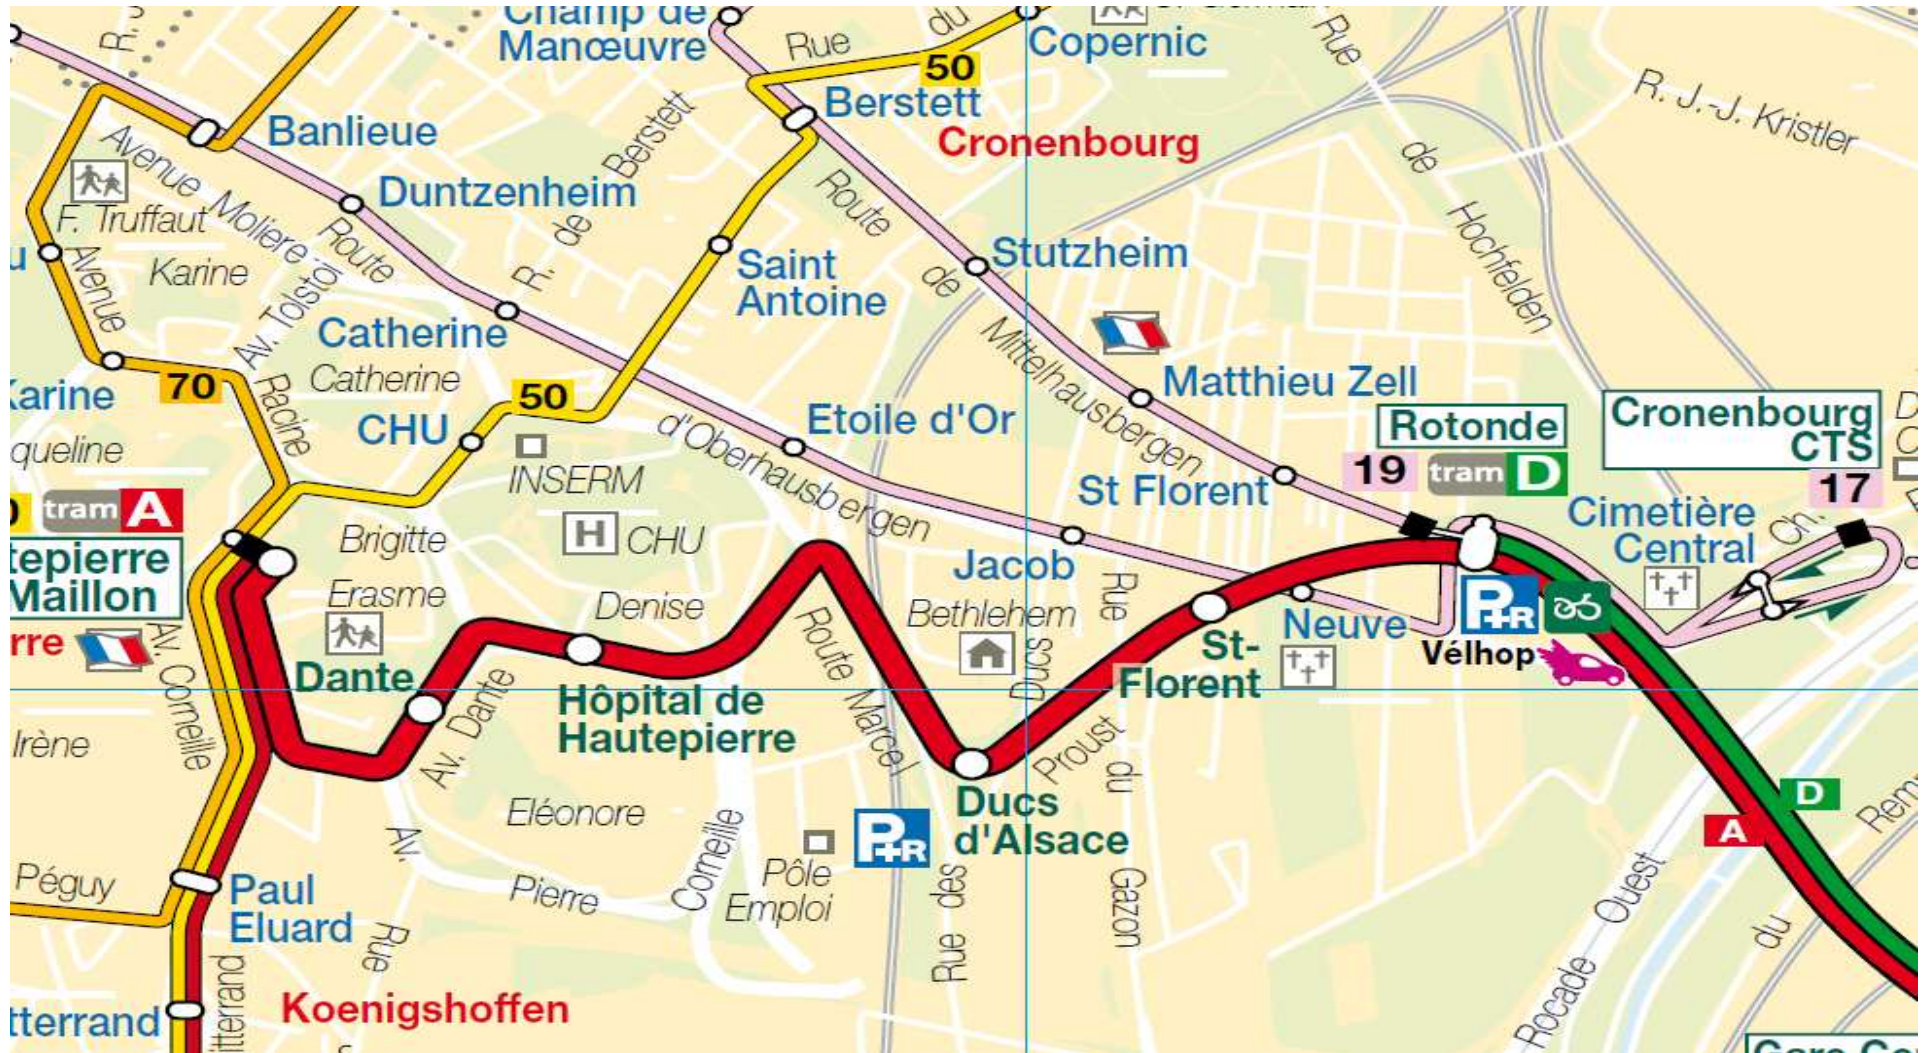 Champ de
Manœuvre
Rue
du
Copernic
50
Rue
R. J.-J. Kristler
Banlieue
Berstett
Cronenbourg
Avenue Molière
Duntzenheim
R. de Berstett
Route
de
F. Truffaut
Route
Hochfelden
Avenue
Karine
Saint
Antoine
de
Stutzheim
Av. Tolstoï
Catherine
Mittelhausbergen
Karine
70
Racine
Catherine
50
CHU
Etoile d'Or
Matthieu Zell
Rotonde
Cronenbourg
CTS
INSERM
d'Oberhausbergen
St Florent
19
tram D
17
tram A
Brigitte
H
CHU
Cimetière
Central
Ch.
Maillon
Erasme
Denise
Jacob
Bethlehem
Rue
Neuve
P+R
Vélhop
Av. Corneille
Dante
Av. Dante
Hôpital de
Hautepierre
Route Marcel
Proust
Ducs
St-
Florent
Irène
Eléonore
Ducs
d'Alsace
du
D
A
Av.
Corneille
P+R
Pôle
Emploi
Péguy
Paul
Eluard
Pierre
Rue des
Gazon
Rocade Ouest
du
Rue
Koenigshoffen